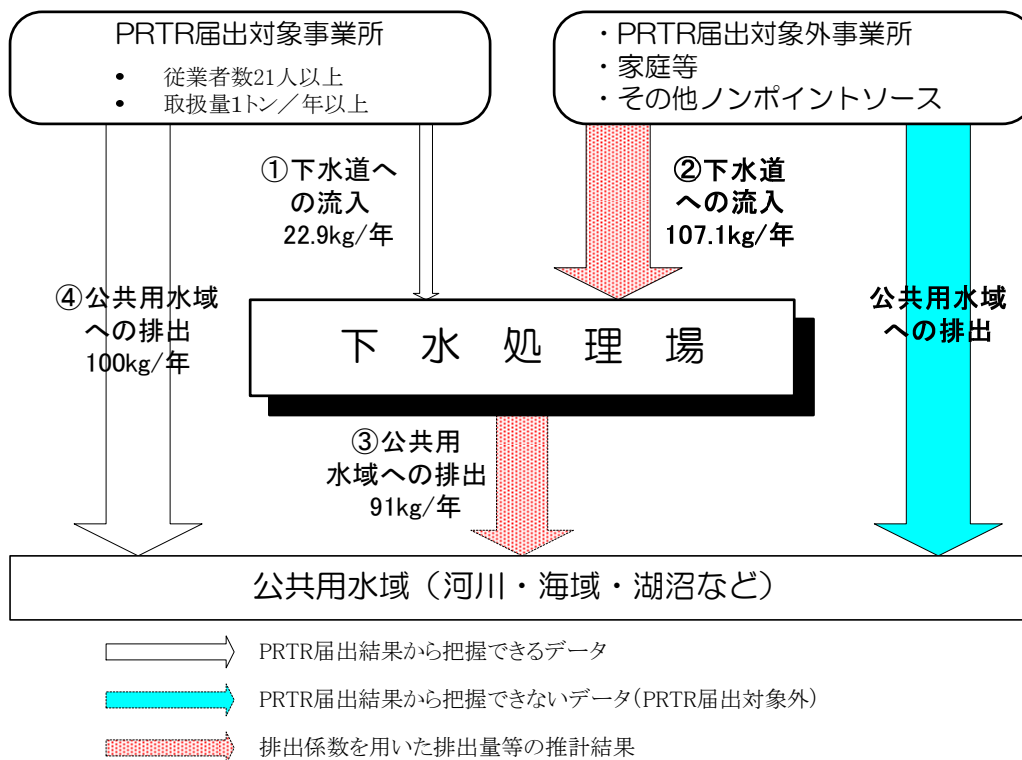 PRTR届出対象事業所
• 従業者数21人以上
• 取扱量1トン／年以上
・PRTR届出対象外事業所
・家庭等
・その他ノンポイントソース
①下水道へ
の流入
22.9kg/年
②下水道
への流入
107.1kg/年
④公共用水域
への排出
100kg/年
公共用水域
への排出
下水処理場
③公共用
水域への排出
91kg/年
公共用水域（河川・海域・湖沼など）
PRTR届出結果から把握できるデータ
PRTR届出結果から把握できないデータ(PRTR届出対象外)
排出係数を用いた排出量等の推計結果